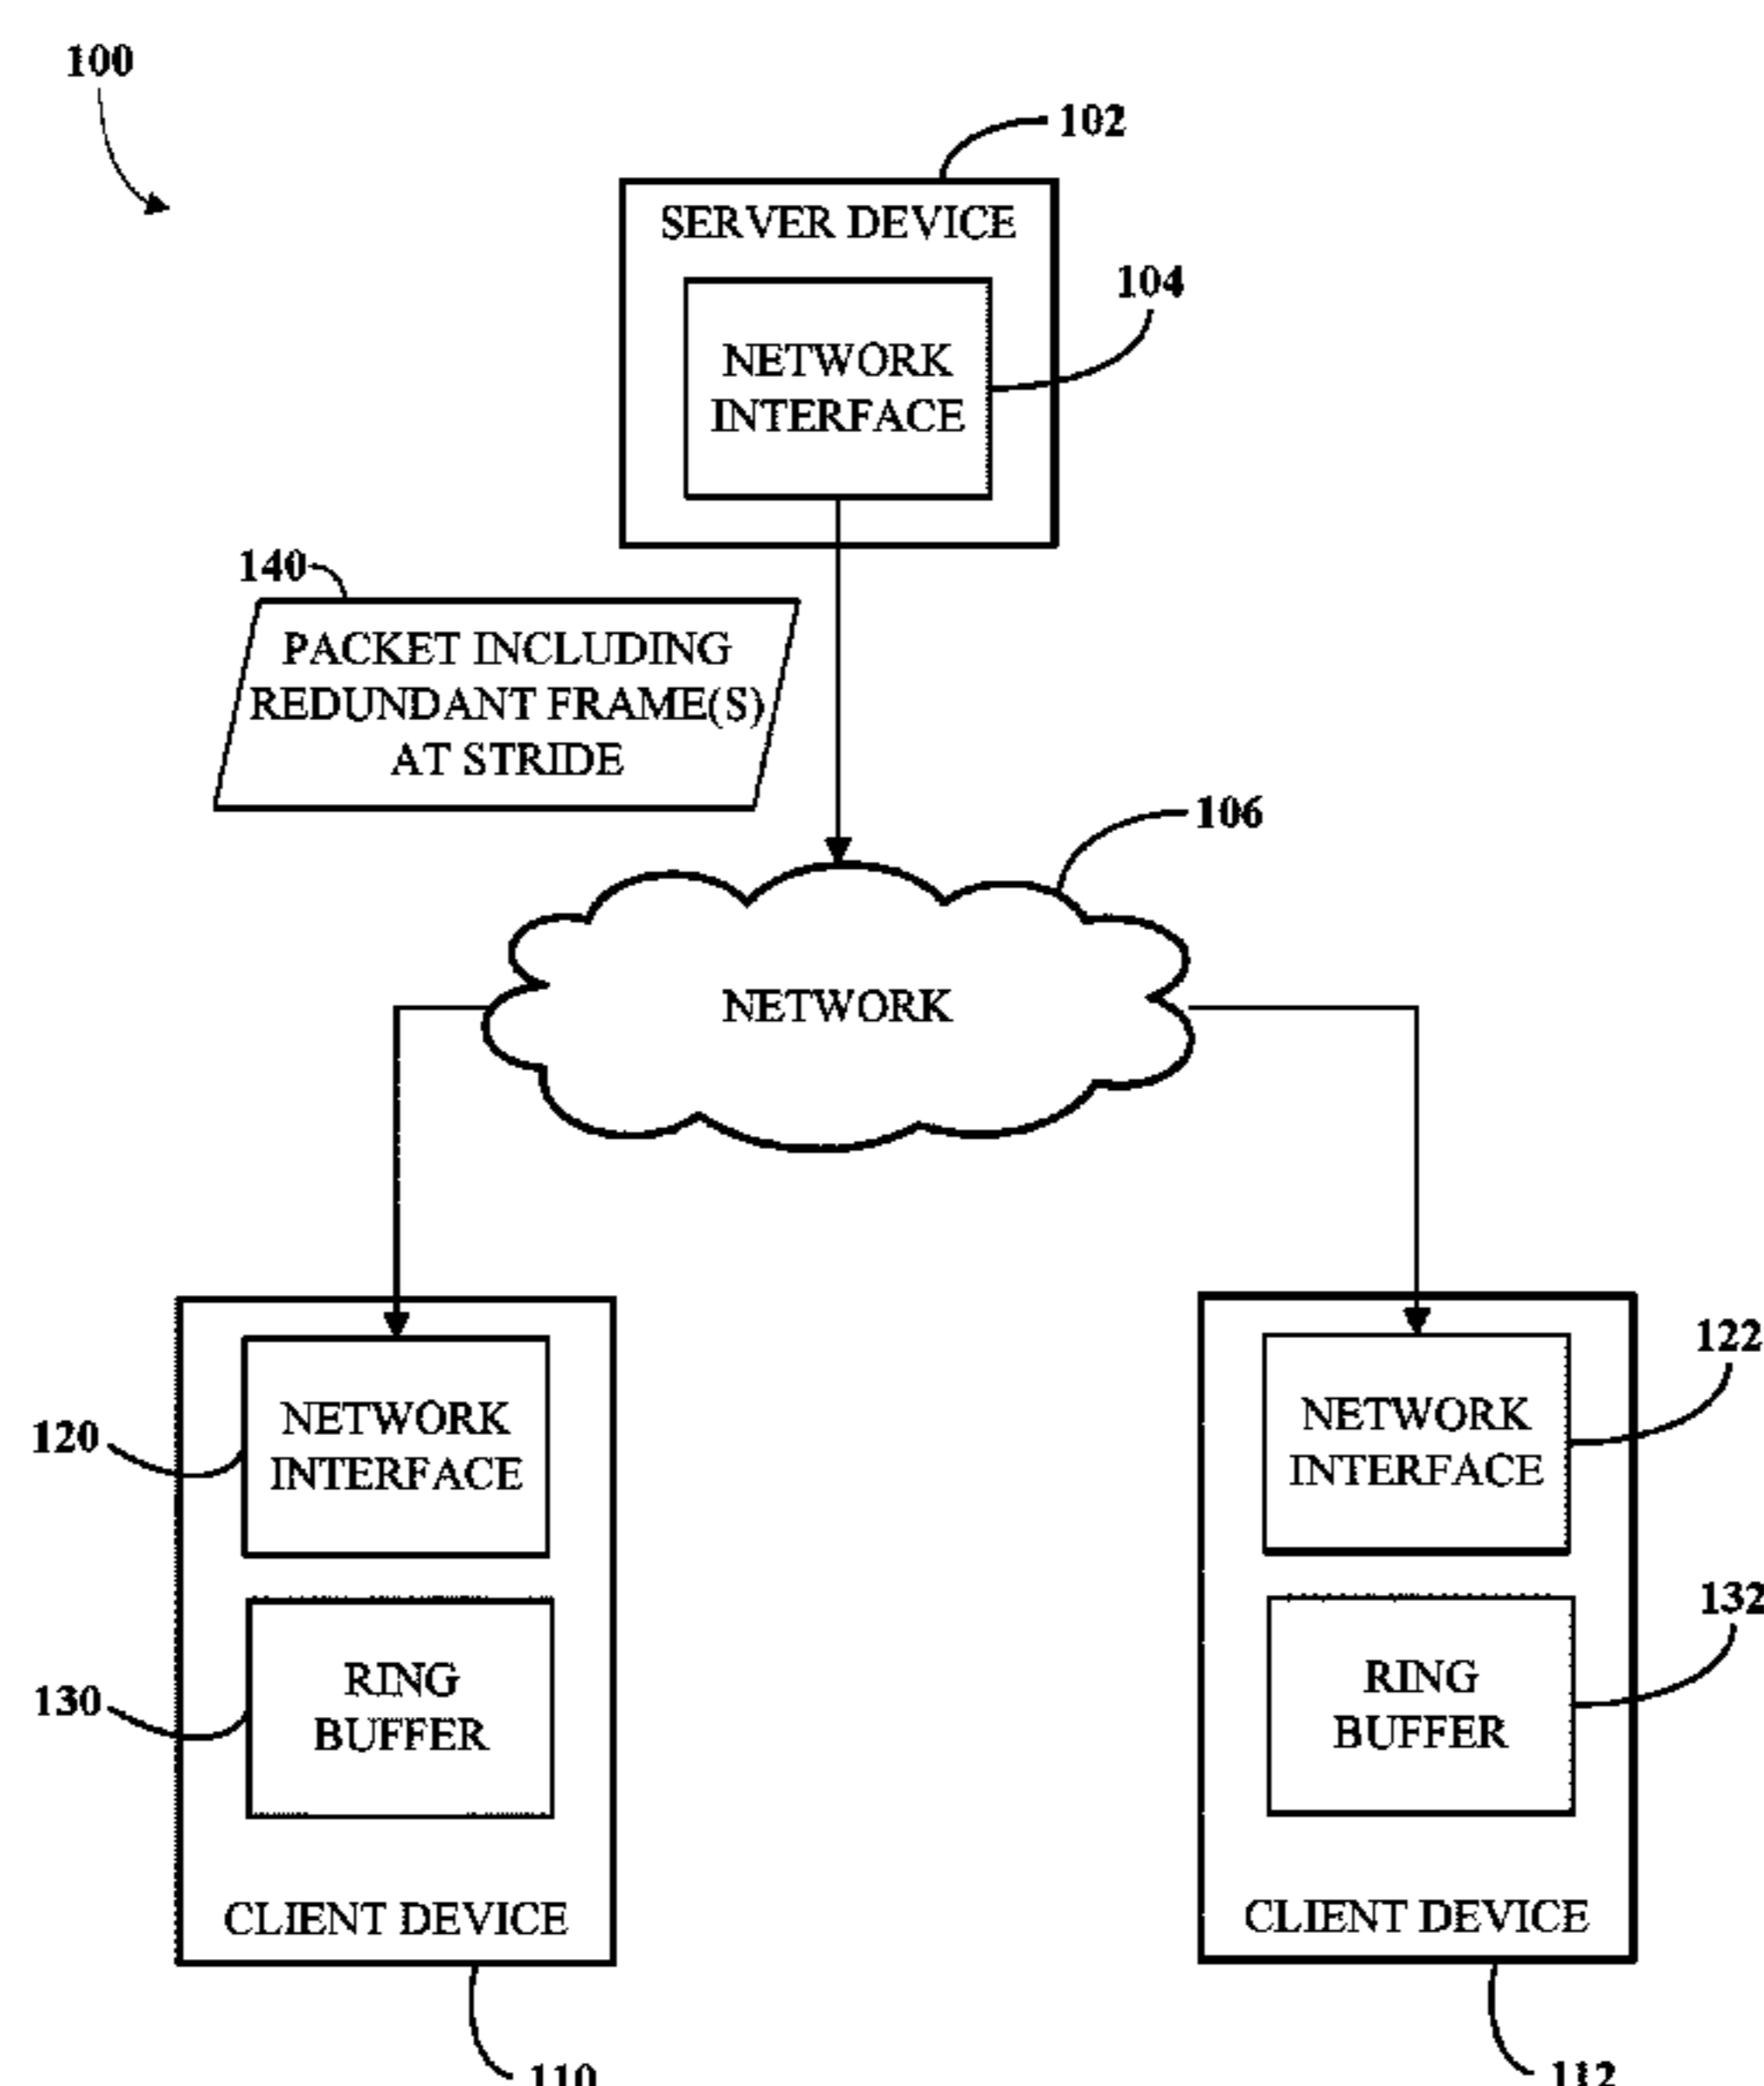 100
102
SERVER DEVICE
104
NETWORK
INTERFACE
140
PACKET INCLUDING
REDUNDANT FRAME(S)
AT STRIDE
106
NETWORK
122
120
NETWORK
INTERFACE
NETWORK
INTERFACE
132
130
RING
BUFFER
RING
BUFFER
CLIENT DEVICE
CLIENT DEVICE
110
112